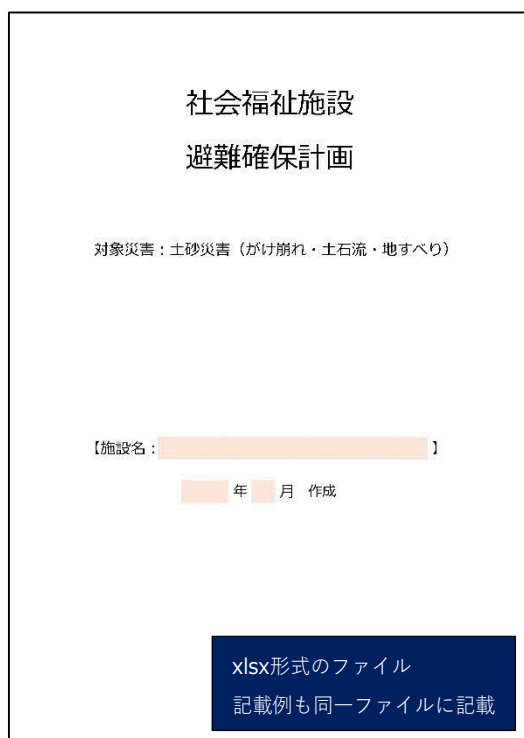 社会福祉施設
避難確保計画
対象災害：土砂災害（がけ崩れ・土石流・地すべり）
【施設名： 】
年 月 作成
xlsx形式のファイル
記載例も同一ファイルに記載